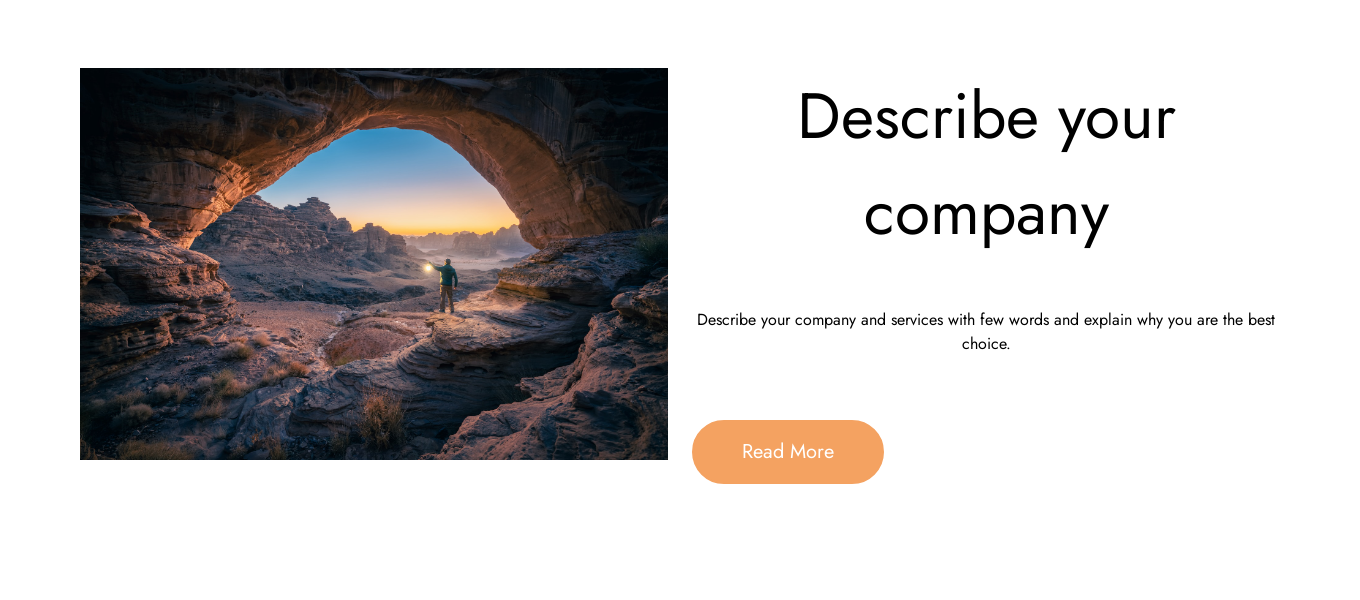 Describe your
company
Describe your company and services with few words and explain why you are the best
choice.
Read More